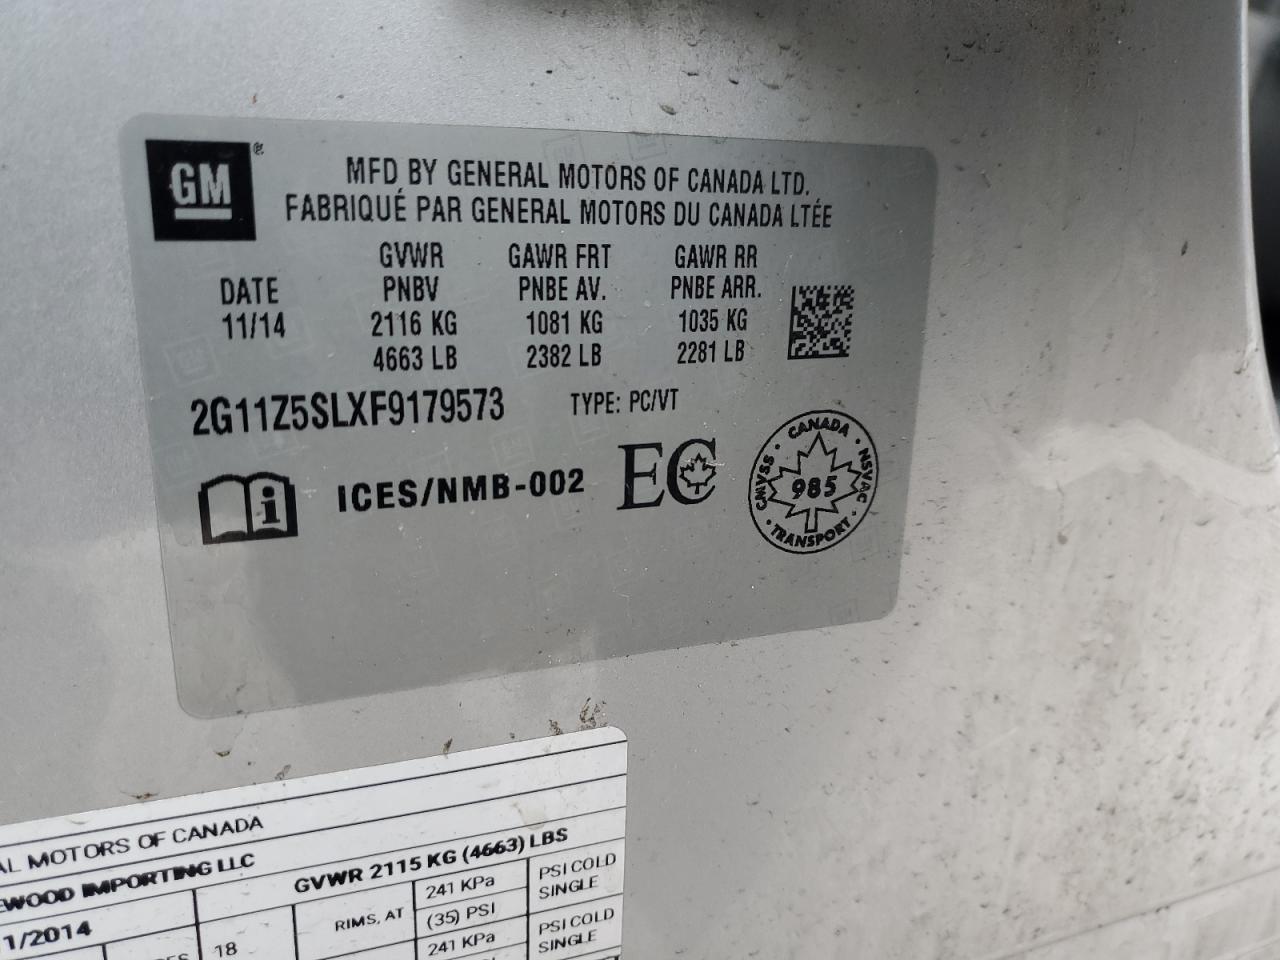 GM ®
MFD BY GENERAL MOTORS OF CANADA LTD.
FABRIQUÉ PAR GENERAL MOTORS DU CANADA LTÉE
GVWR GAWR FRT GAWR RR
DATE PNBV PNBE AV. PNBE ARR.
11/14 2116 KG 1081 KG 1035 KG
4663 LB 2382 LB 2281 LB
2G11Z5SLXF9179573 TYPE: PC/VT
i ICES/NMB-002 EC
CANADA
NSVAC
CMVSS
985
TRANSPORT
AL MOTORS OF CANADA
EWOOD IMPORTING LLC
1/2014
GVWR 2115 KG (4663) LBS
18
RIMS, AT
241 KPa
(35) PSI
PSI COLD
SINGLE
241 KPa
PSI COLD
SINGLE